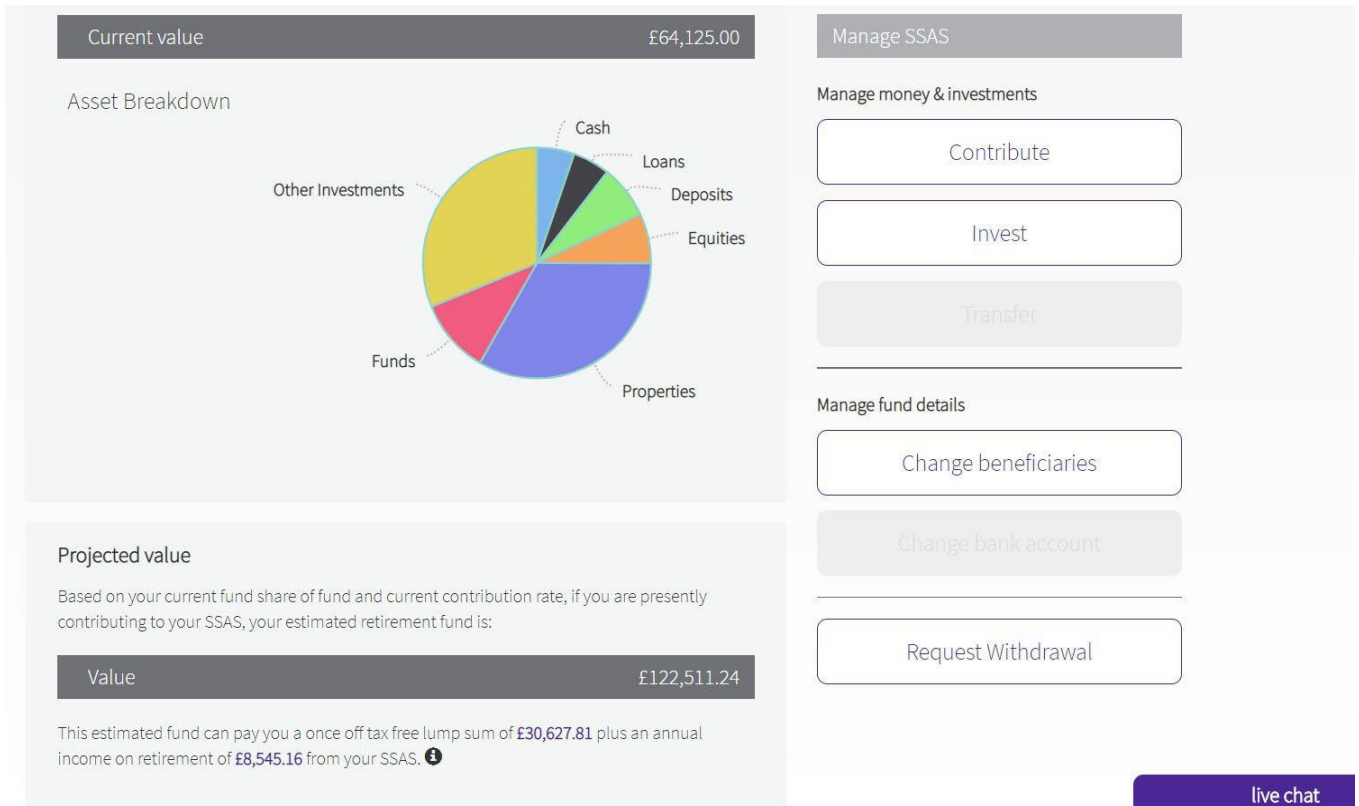 Current value £64,125.00
Asset Breakdown
Cash
Loans
Deposits
Equities
Other Investments
Funds
Properties
Projected value
Based on your current fund share of fund and current contribution rate, if you are presently
contributing to your SSAS, your estimated retirement fund is:
Value £122,511.24
This estimated fund can pay you a once off tax free lump sum of £30,627.81 plus an annual
income on retirement of £8,545.16 from your SSAS.
Manage SSAS
Manage money & investments
Contribute
Invest
Transfer
Manage fund details
Change beneficiaries
Change bank account
Request Withdrawal
live chat